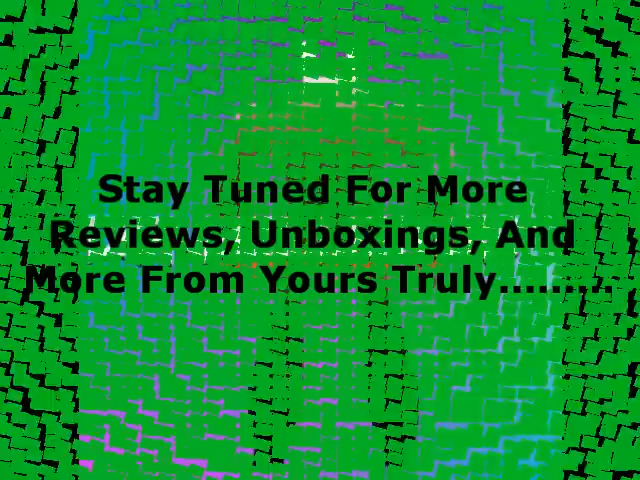 Stay Tuned For More
Reviews, Unboxings, And
More From Yours Truly.........